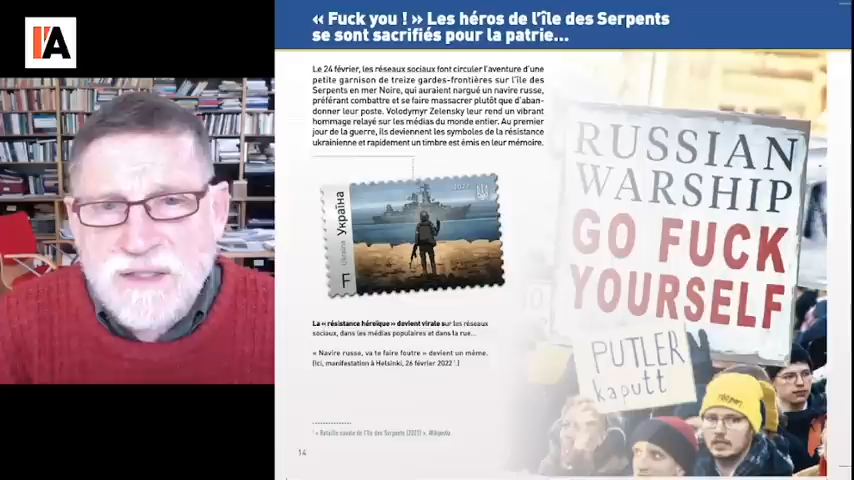 I'A
« Fuck you ! » Les héros de l'île des Serpents
se sont sacrifiés pour la patrie...
Le 24 février, les réseaux sociaux font circuler l'aventure d'une
petite garnison de treize gardes-frontières sur l'île des
Serpents en mer Noire, qui auraient nargué un navire russe,
préférant combattre et se faire massacrer plutôt que d'aban-
donner leur poste. Volodymyr Zelensky leur rend un vibrant
hommage relayé sur les médias du monde entier. Au premier
jour de la guerre, ils deviennent les symboles de la résistance
ukrainienne et rapidement un timbre est émis en leur mémoire.
2022
Україна
Ukraine
F
La « résistance héroïque » devient virale sur les réseaux
sociaux, dans les médias populaires et dans la rue...
« Navire russe, va te faire foutre » devient un mème.
(Ici, manifestation à Helsinki, 26 février 2022 ¹.)
¹ « Bataille navale de l'île des Serpents (2022) », Wikipedia.
14
RUSSIAN
WARSHIP
GO FUCK
YOURSELF
PUTLER
kaputt